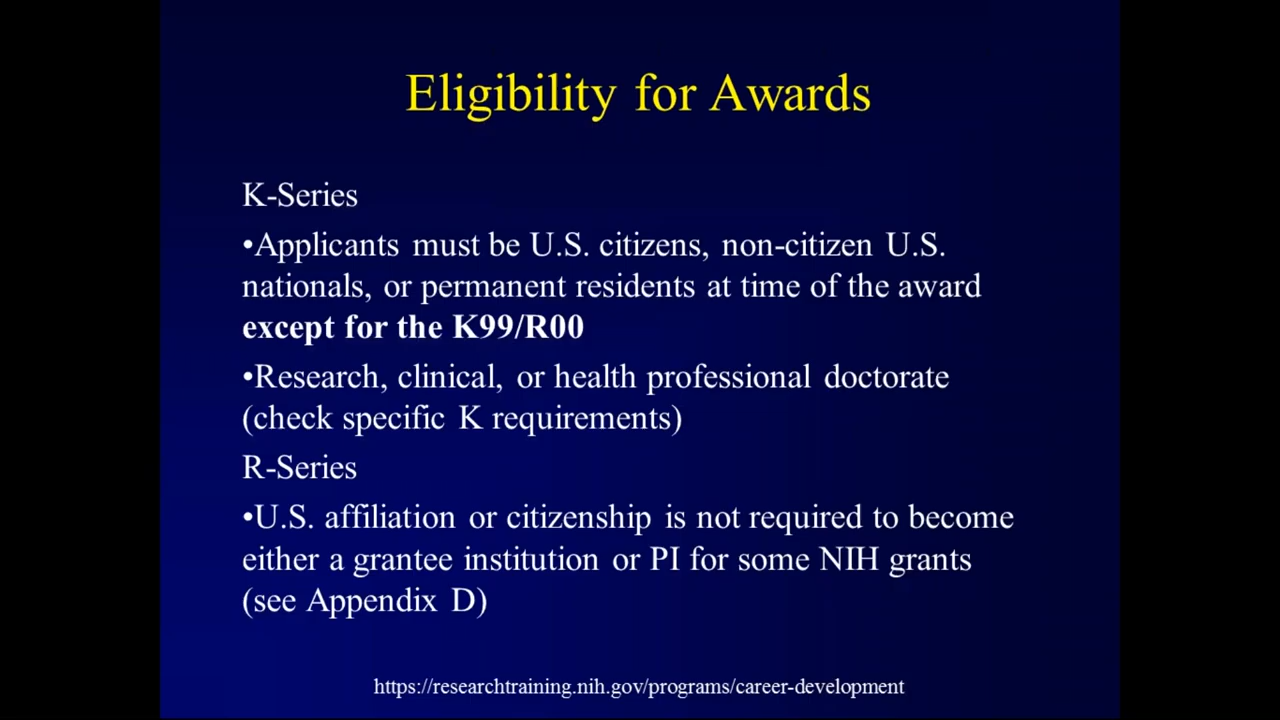 Eligibility for Awards
K-Series
•Applicants must be U.S. citizens, non-citizen U.S.
nationals, or permanent residents at time of the award
except for the K99/R00
•Research, clinical, or health professional doctorate
(check specific K requirements)
R-Series
•U.S. affiliation or citizenship is not required to become
either a grantee institution or PI for some NIH grants
(see Appendix D)
https://researchtraining.nih.gov/programs/career-development